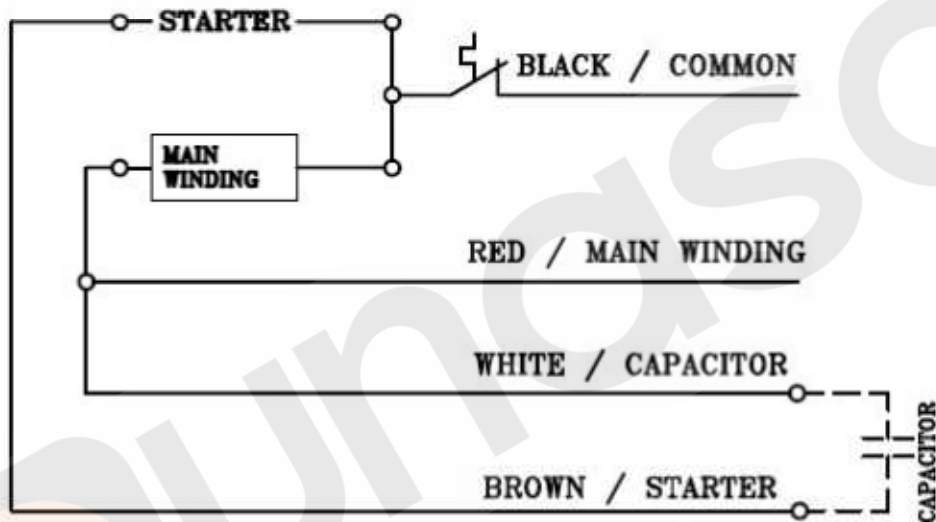 STARTER
BLACK / COMMON
MAIN
WINDING
RED / MAIN WINDING
WHITE / CAPACITOR
CAPACITOR
BROWN / STARTER